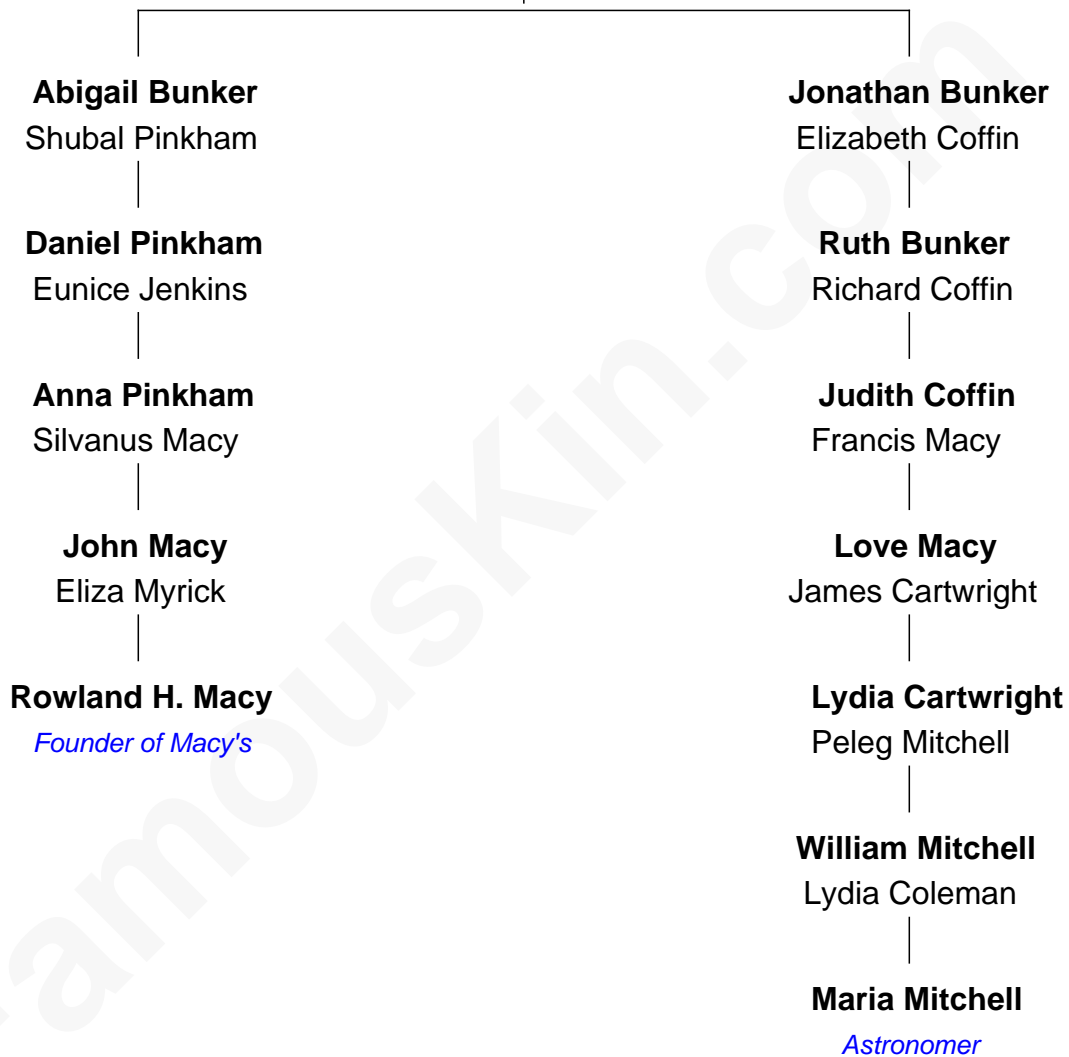 Abigail Bunker
Shubal Pinkham
Daniel Pinkham
Eunice Jenkins
Anna Pinkham
Silvanus Macy
John Macy
Eliza Myrick
Rowland H. Macy
Founder of Macy's
Jonathan Bunker
Elizabeth Coffin
Ruth Bunker
Richard Coffin
Judith Coffin
Francis Macy
Love Macy
James Cartwright
Lydia Cartwright
Peleg Mitchell
William Mitchell
Lydia Coleman
Maria Mitchell
Astronomer
FamousKin.com